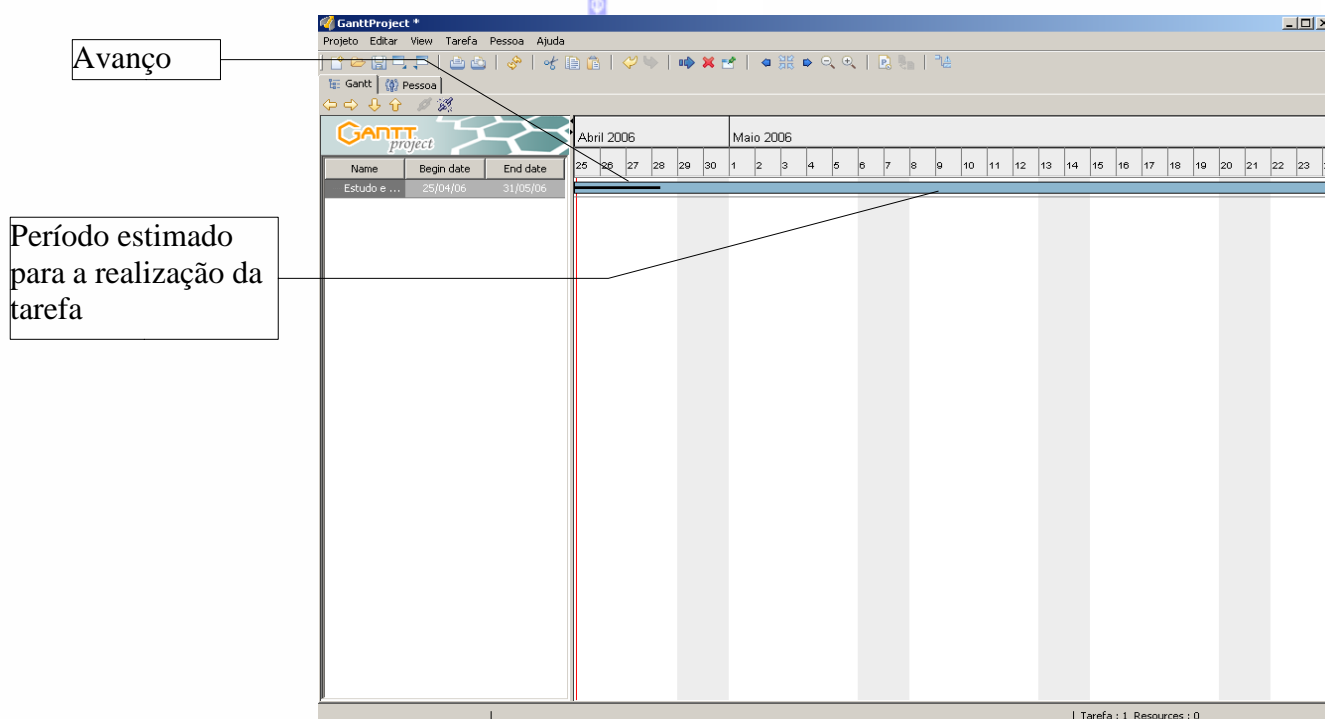 GanttProject *
Projeto Editar View Tarefa Pessoa Ajuda
Avanço
Gantt Pessoa
GANTT
project
Abril 2006 Maio 2006
Name Begin date End date
25 26 27 28 29 30 1 2 3 4 5 6 7 8 9 10 11 12 13 14 15 16 17 18 19 20 21 22 23
Estudo e ... 25/04/06 31/05/06
Período estimado
para a realização da
tarefa
Tarefa : 1 Resources : 0